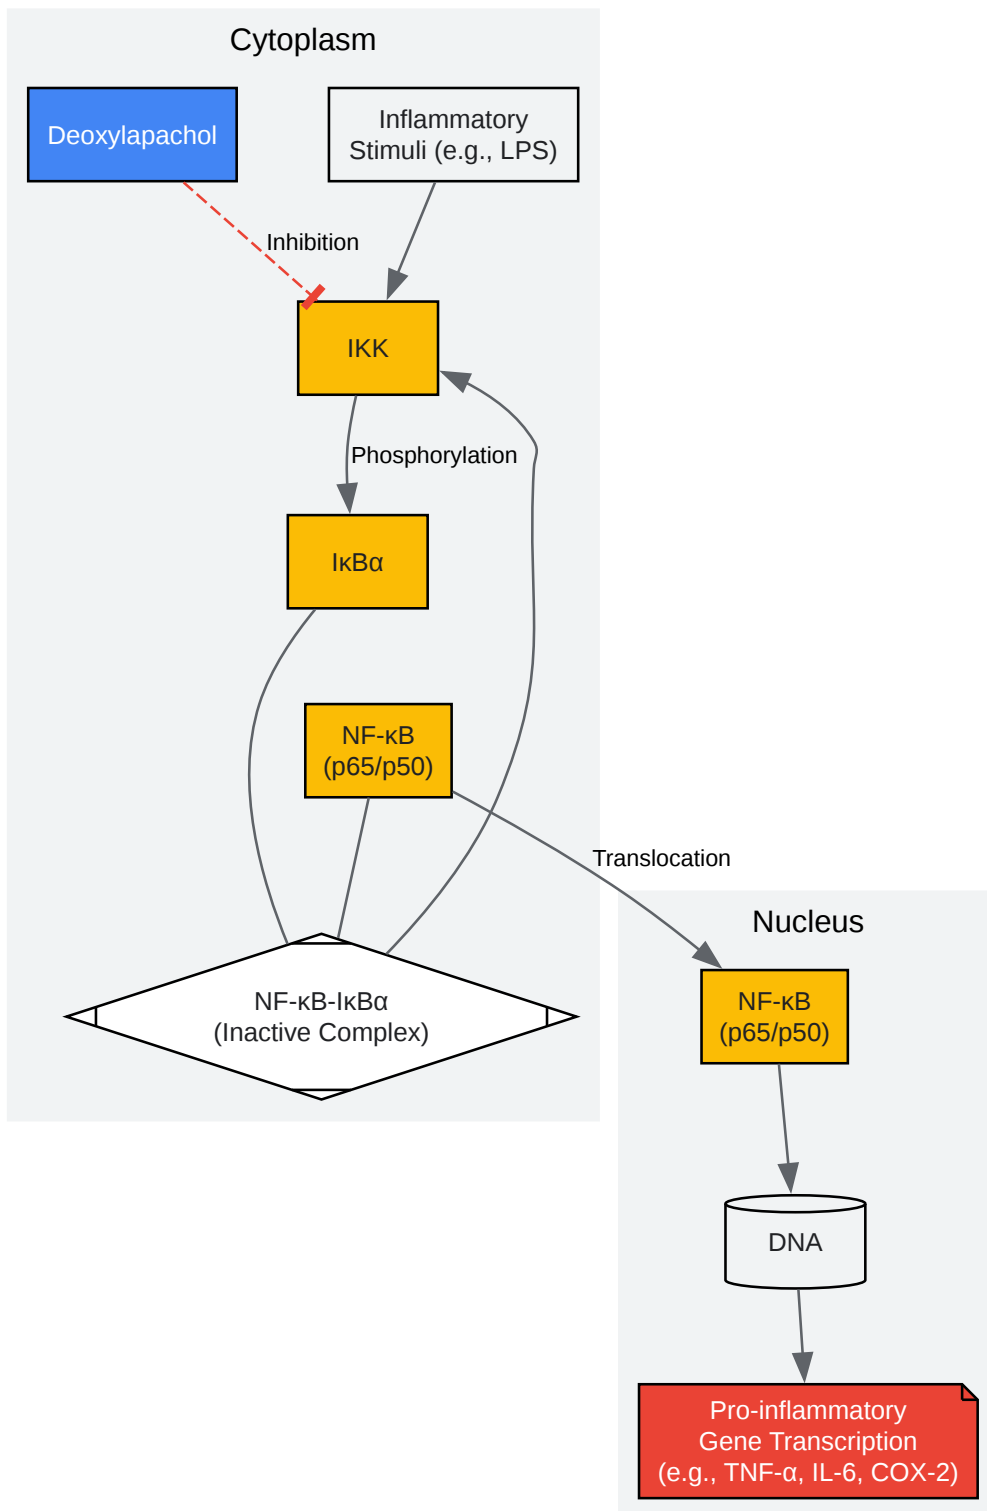 Cytoplasm
Deoxylapachol
Inflammatory
Stimuli (e.g., LPS)
Inhibition
IKK
Phosphorylation
IκBα
NF-κB
(p65/p50)
Translocation
Nucleus
NF-κB-IκBα
(Inactive Complex)
NF-κB
(p65/p50)
DNA
Pro-inflammatory
Gene Transcription
(e.g., TNF-α, IL-6, COX-2)